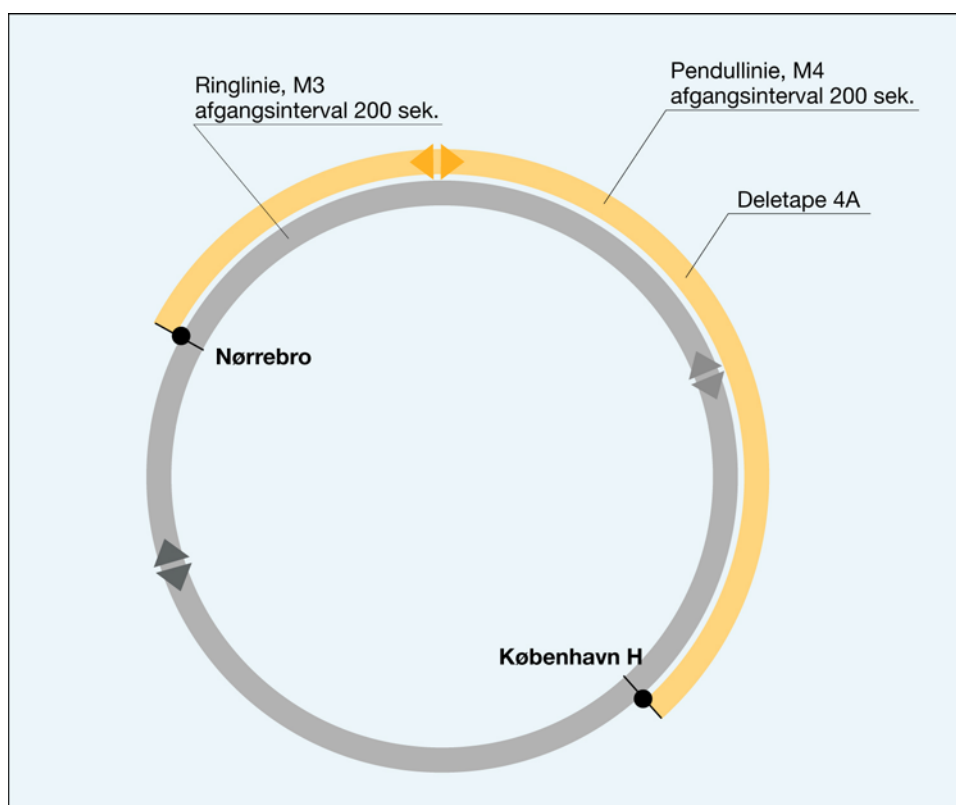 Ringlinie, M3
afgangsinterval 200 sek.
Pendullinie, M4
afgangsinterval 200 sek.
Deletape 4A
Nørrebro
København H